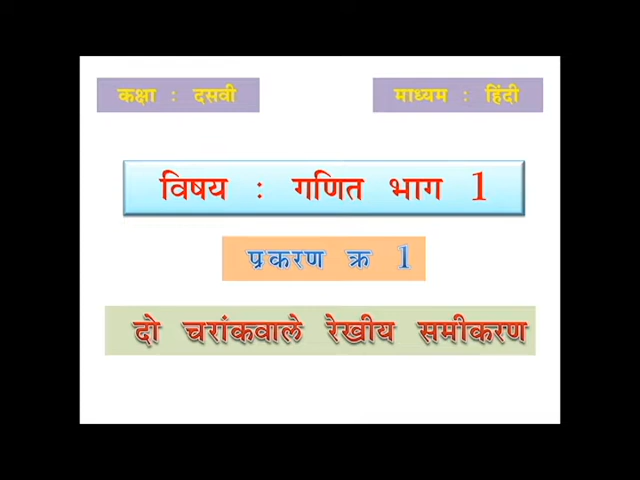 कक्षा : दसवी माध्यम : हिंदी
विषय : गणित भाग 1
प्रकरण क्र 1
दो चरांकवाले रेखीय समीकरण